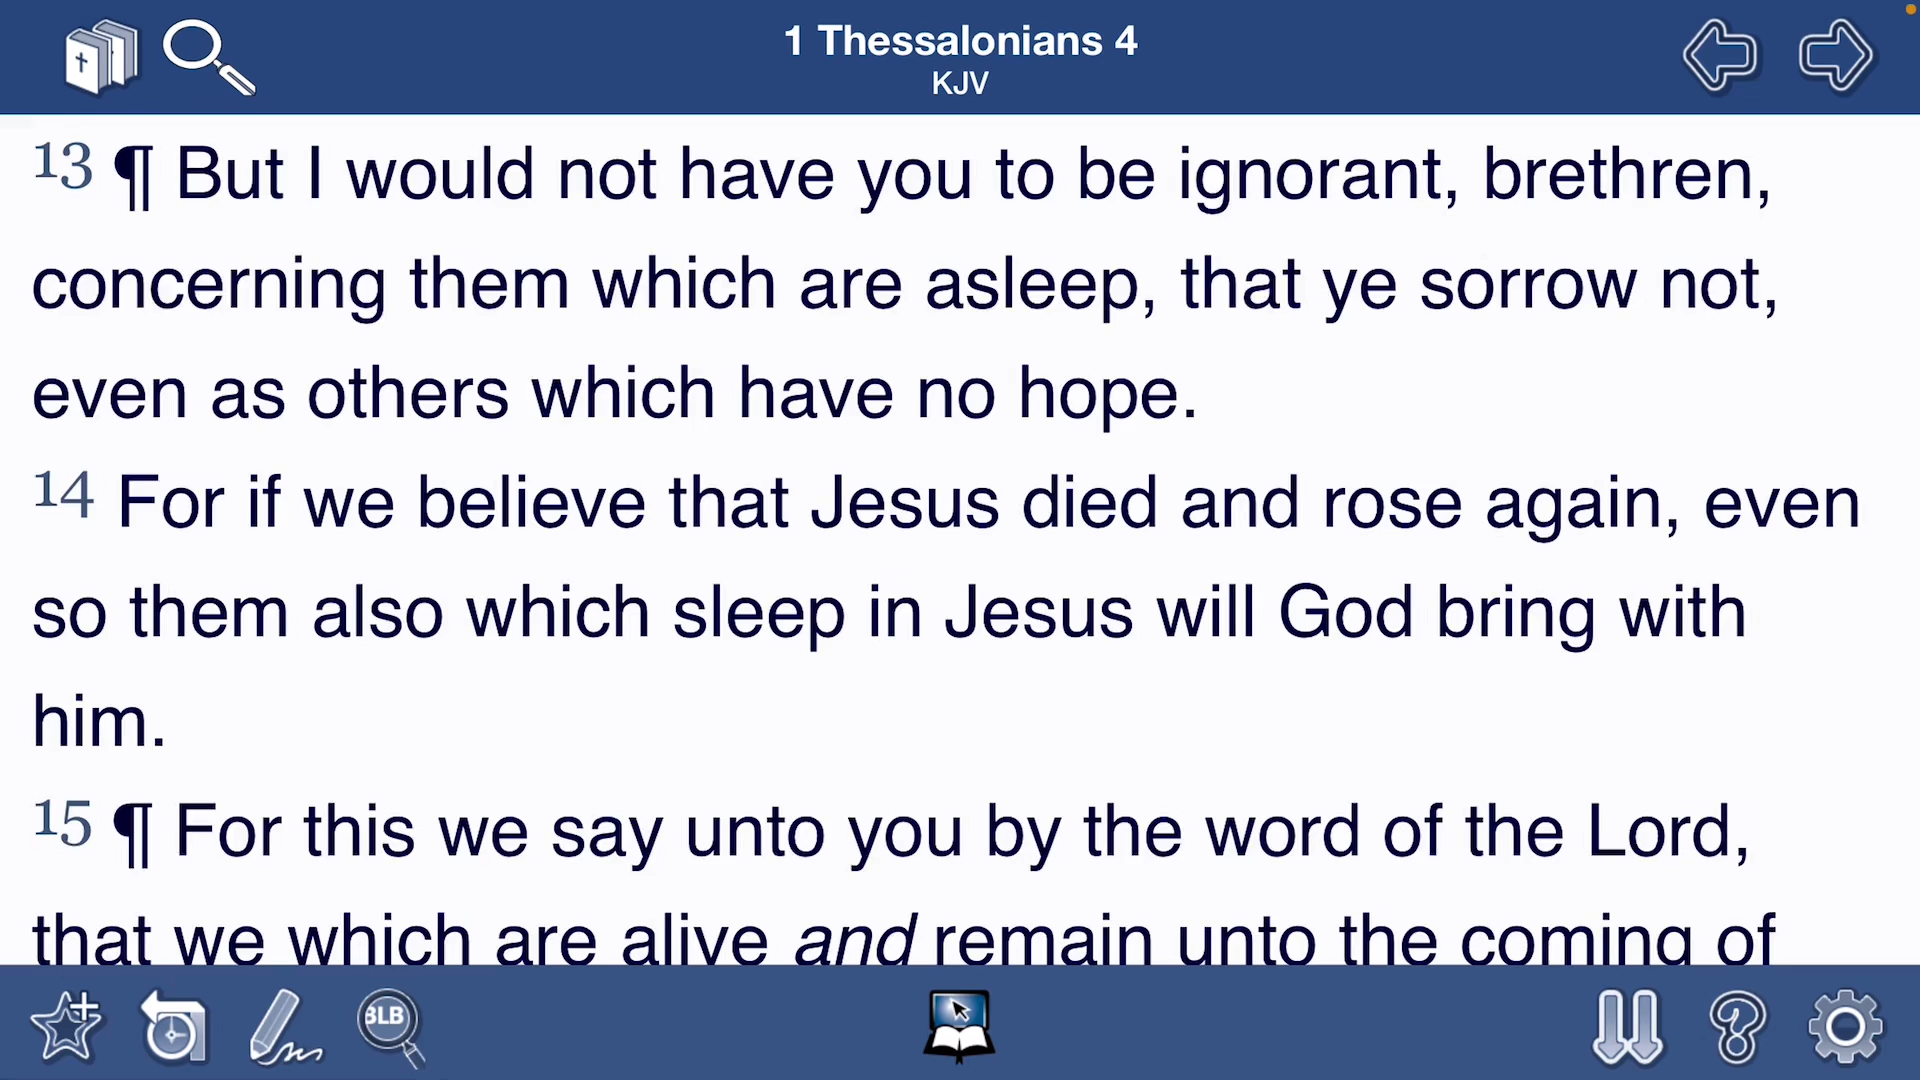 1 Thessalonians 4
KJV
13 ¶ But I would not have you to be ignorant, brethren,
concerning them which are asleep, that ye sorrow not,
even as others which have no hope.
14 For if we believe that Jesus died and rose again, even
so them also which sleep in Jesus will God bring with
him.
15 ¶ For this we say unto you by the word of the Lord,
that we which are alive and remain unto the coming of
BLB